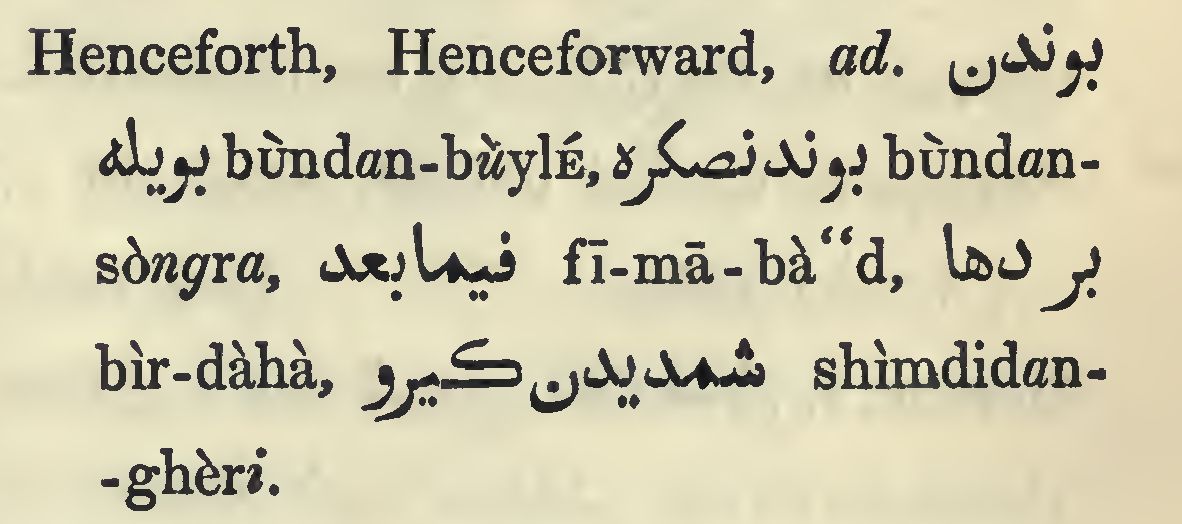 Henceforth, Henceforward, ad. بوندن
بويله bùndan-bùylÉ, بوندنصكره bùndan-
sòngra, فيمابعد fī-mā-bà“d, بر دها
bìr-dàhà, شمديدن كيرو shìmdidan-
-ghèri.